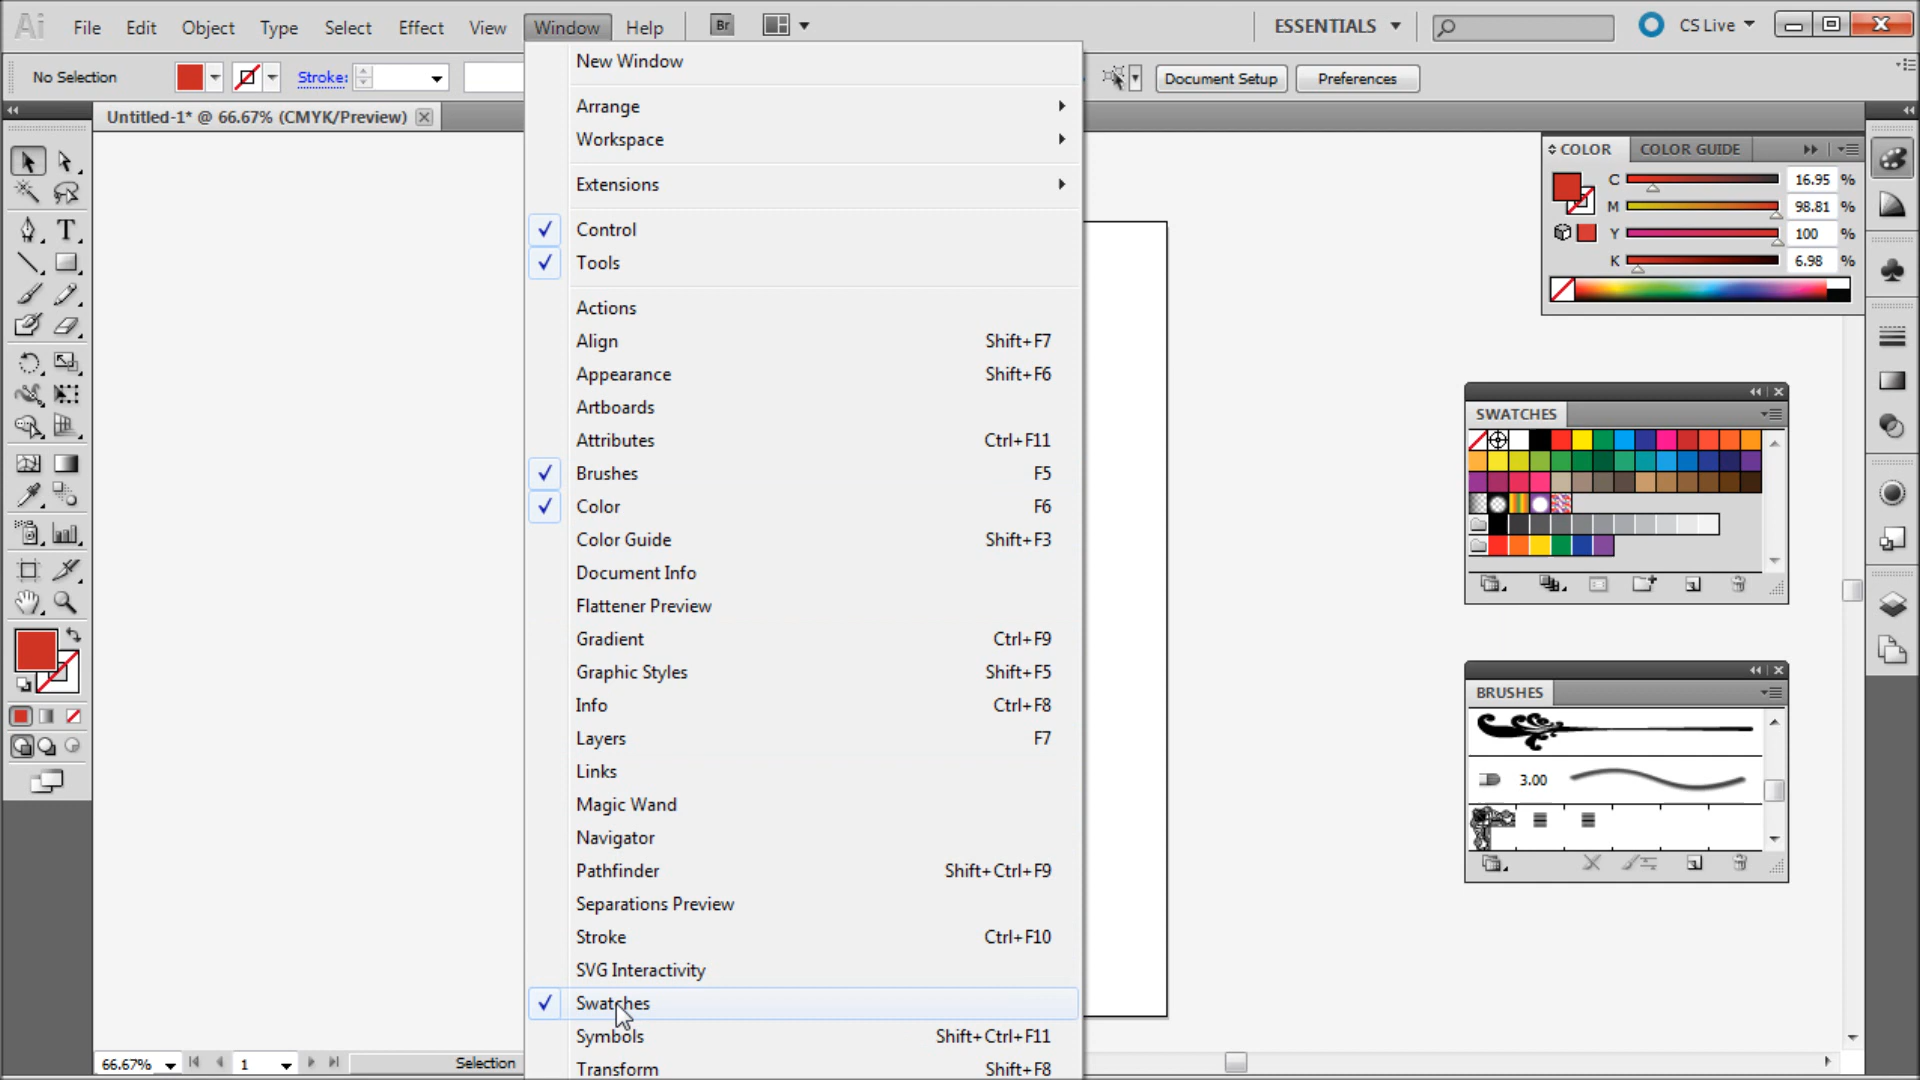 Ai File Edit Object Type Select Effect View Window Help Br ESSENTIALS CS Live
No Selection Stroke: Document Setup Preferences
Untitled-1* @ 66.67% (CMYK/Preview)
New Window
Arrange
Workspace
Extensions
Control
Tools
Actions
Align Shift+F7
Appearance Shift+F6
Artboards
Attributes Ctrl+F11
Brushes F5
Color F6
Color Guide Shift+F3
Document Info
Flattener Preview
Gradient Ctrl+F9
Graphic Styles Shift+F5
Info Ctrl+F8
Layers F7
Links
Magic Wand
Navigator
Pathfinder Shift+Ctrl+F9
Separations Preview
Stroke Ctrl+F10
SVG Interactivity
Swatches
Symbols Shift+Ctrl+F11
Transform Shift+F8
COLOR COLOR GUIDE
C 16.95 %
M 98.81 %
Y 100 %
K 6.98 %
SWATCHES
BRUSHES
3.00
66.67% 1 Selection